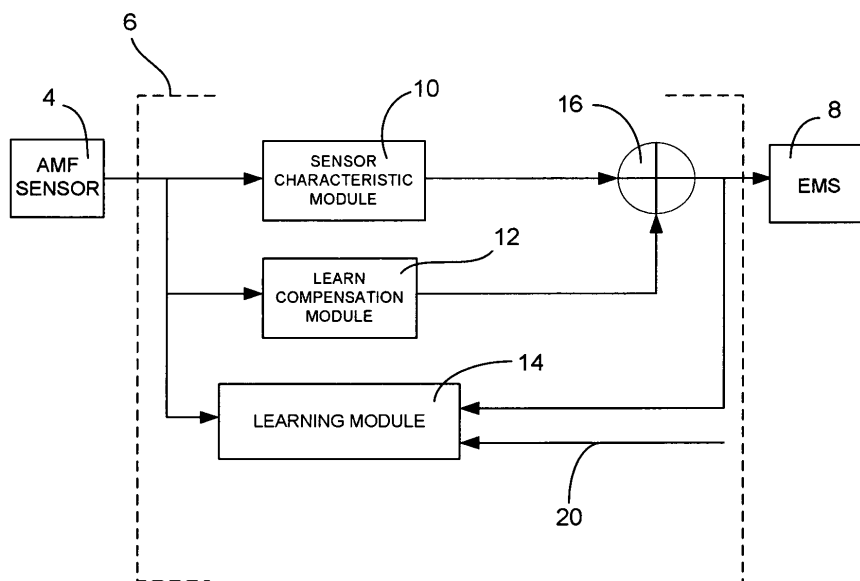 6
4
10
16
8
AMF
SENSOR
SENSOR
CHARACTERISTIC
MODULE
EMS
12
LEARN
COMPENSATION
MODULE
14
LEARNING MODULE
20